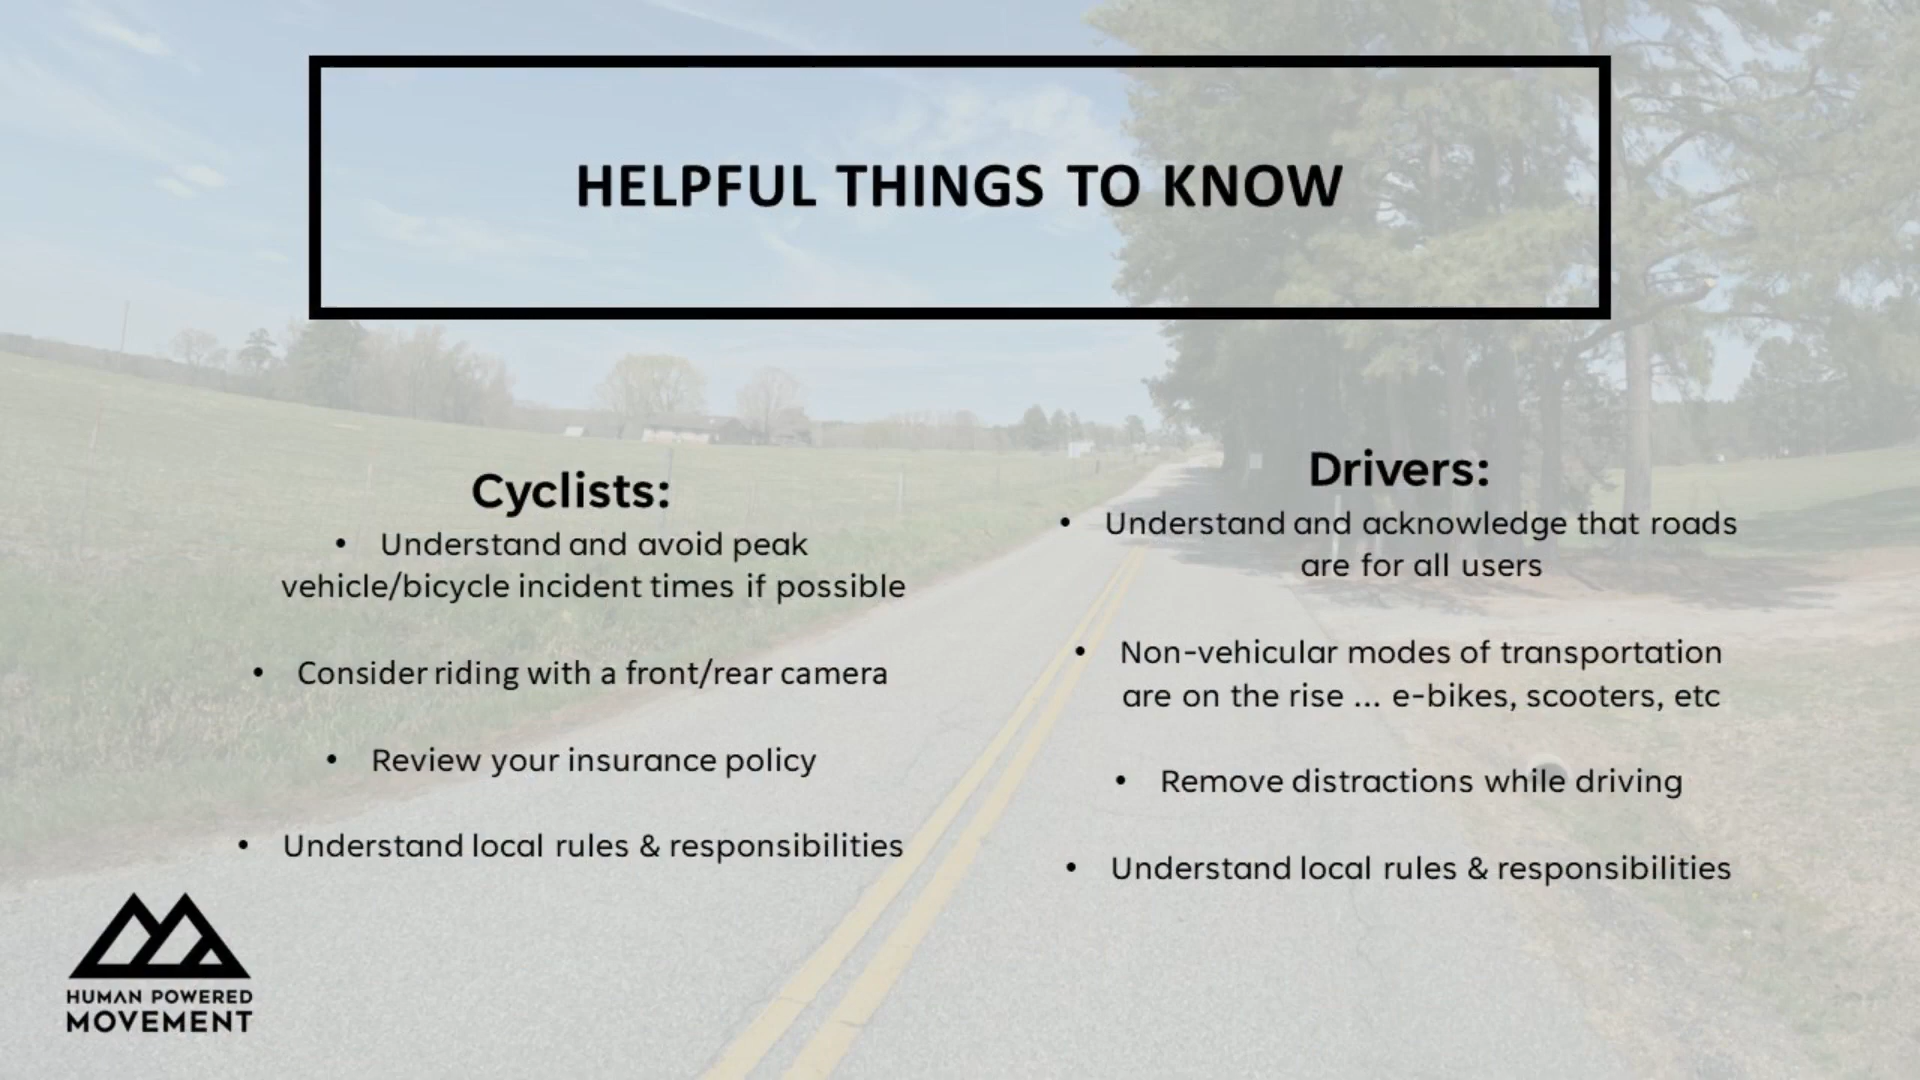 HELPFUL THINGS TO KNOW
Cyclists:
• Understand and avoid peak
vehicle/bicycle incident times if possible
• Consider riding with a front/rear camera
• Review your insurance policy
• Understand local rules & responsibilities
Drivers:
• Understand and acknowledge that roads
are for all users
• Non-vehicular modes of transportation
are on the rise ... e-bikes, scooters, etc
• Remove distractions while driving
• Understand local rules & responsibilities
HUMAN POWERED
MOVEMENT